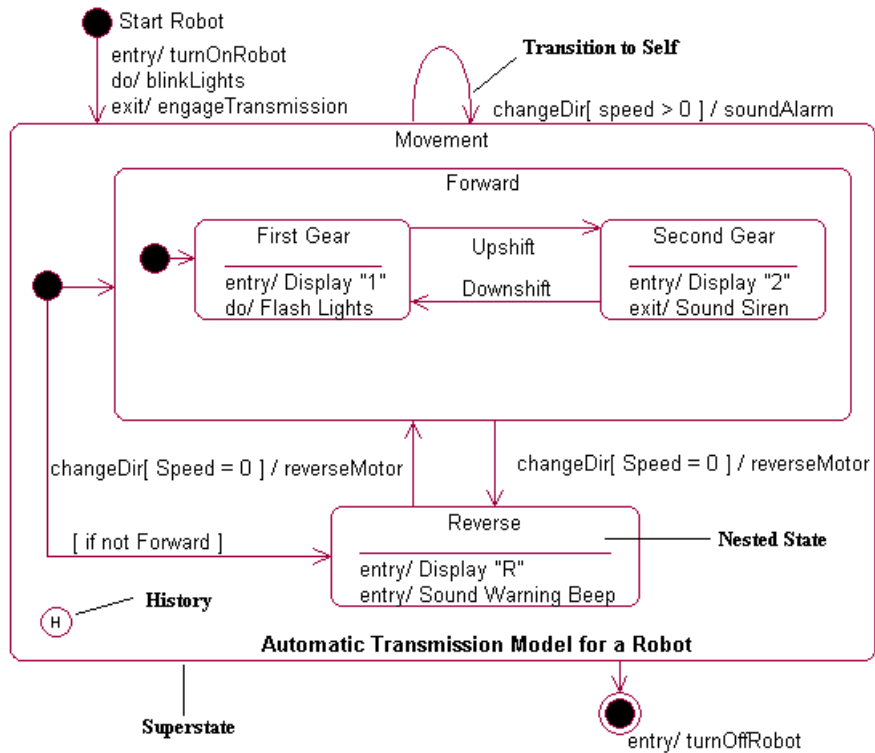 Start Robot
entry/ turnOnRobot
do/ blinkLights
exit/ engageTransmission
Transition to Self
changeDir[ speed > 0 ] / soundAlarm
Movement
Forward
First Gear
entry/ Display "1"
do/ Flash Lights
Upshift
Downshift
Second Gear
entry/ Display "2"
exit/ Sound Siren
changeDir[ Speed = 0 ] / reverseMotor
changeDir[ Speed = 0 ] / reverseMotor
[ if not Forward ]
Reverse
entry/ Display "R"
entry/ Sound Warning Beep
Nested State
History
H
Automatic Transmission Model for a Robot
Superstate
entry/ turnOffRobot